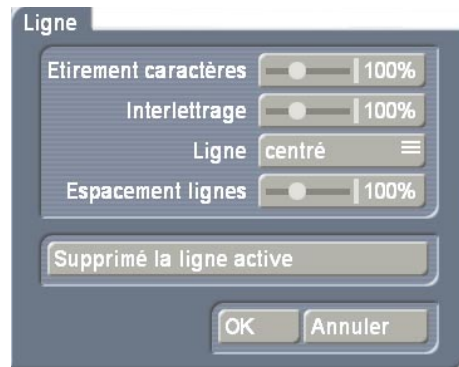 Ligne
Etirement caractères 100%
Interlettrage 100%
Ligne centré
Espacement lignes 100%
Supprimé la ligne active
OK Annuler